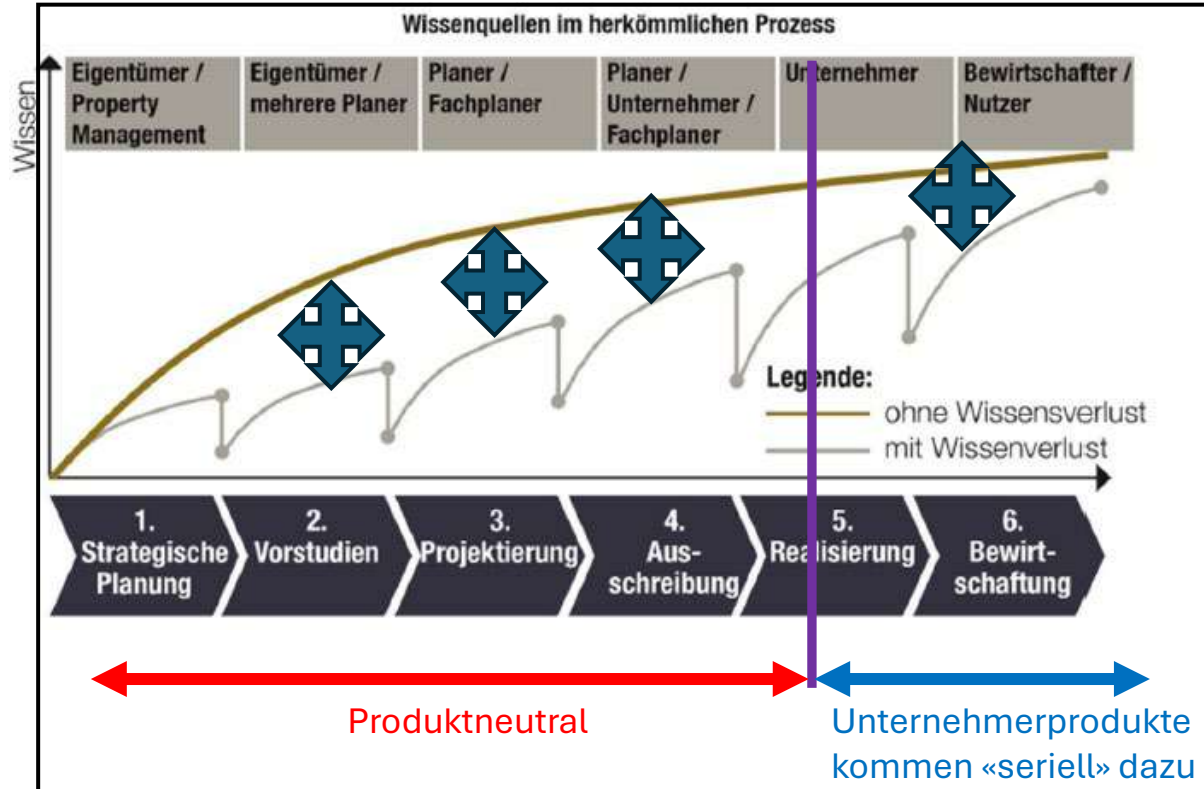 Wissenquellen im herkömmlichen Prozess
Wissen
Eigentümer /
Property
Management
Eigentümer /
mehrere Planer
Planer /
Fachplaner
Planer /
Unternehmer /
Fachplaner
Unternehmer
Bewirtschafter /
Nutzer
Legende:
ohne Wissensverlust
mit Wissenverlust
1.
Strategische
Planung
2.
Vorstudien
3.
Projektierung
4.
Aus-
schreibung
5.
Realisierung
6.
Bewirt-
schaftung
Produktneutral
Unternehmerprodukte
kommen «seriell» dazu